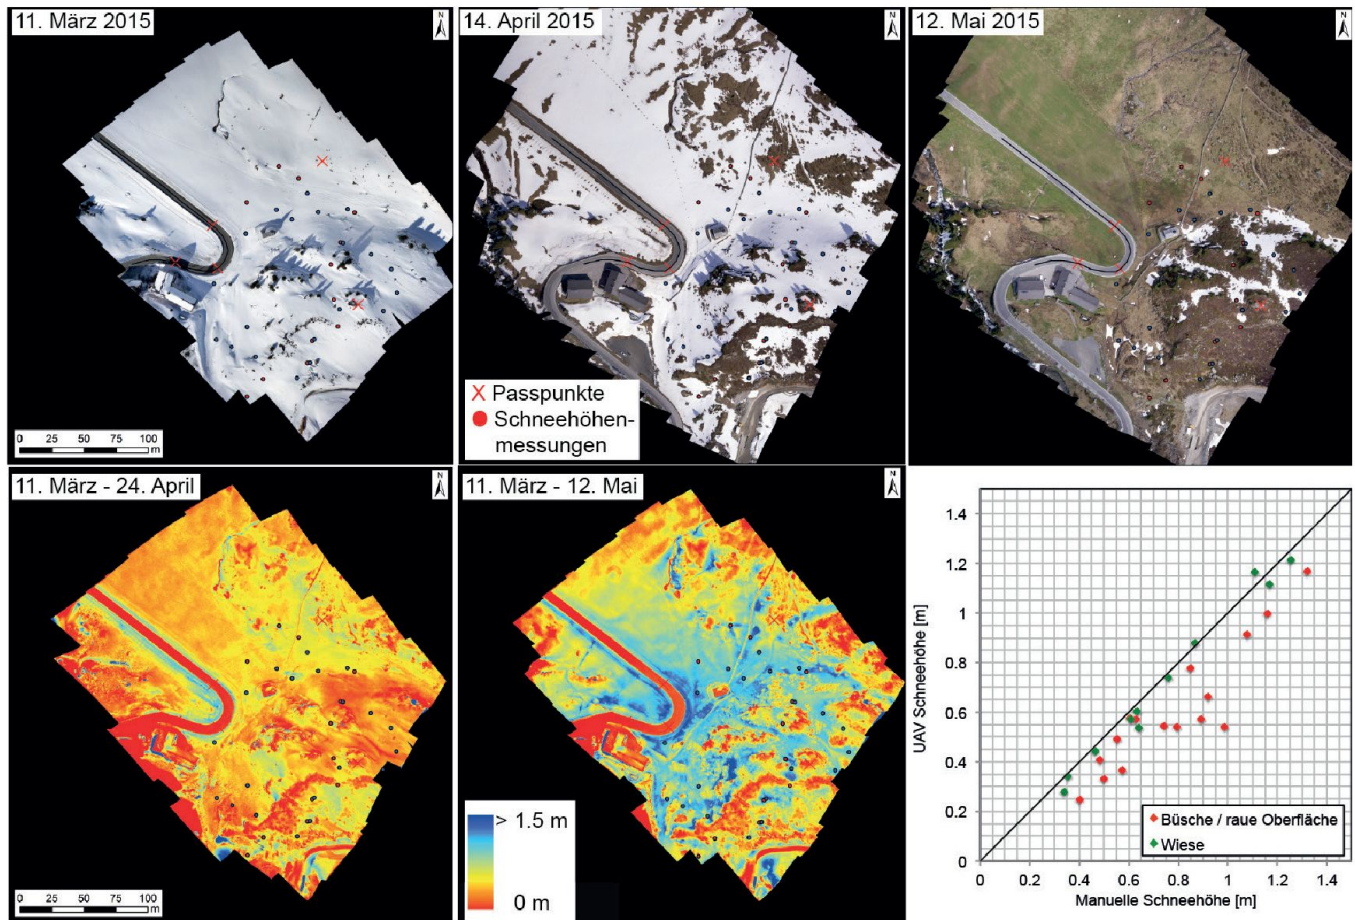 11. März 2015
N
14. April 2015
N
12. Mai 2015
N
X Passpunkte
Schneehöhen-
messungen
0 25 50 75 100
m
11. März - 24. April
N
11. März - 12. Mai
N
> 1.5 m
0 m
0 25 50 75 100
m
UAV Schneehöhe [m]
1.4
1.2
1
0.8
0.6
0.4
0.2
0
0 0.2 0.4 0.6 0.8 1 1.2 1.4
Manuelle Schneehöhe [m]
Büsche / raue Oberfläche
Wiese